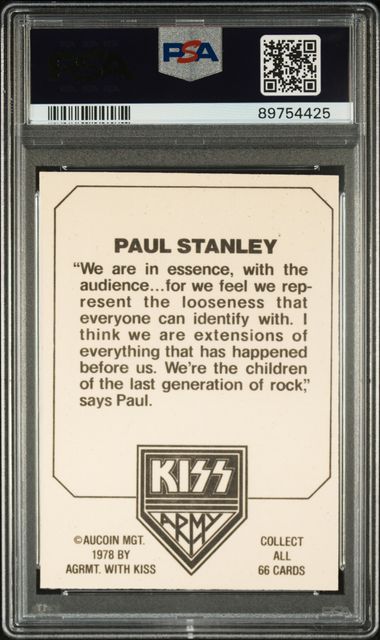 PSA
89754425
PAUL STANLEY
“We are in essence, with the
audience...for we feel we rep-
resent the looseness that
everyone can identify with. I
think we are extensions of
everything that has happened
before us. We're the children
of the last generation of rock,”
says Paul.
KISS
ARMY
©AUCOIN MGT.
1978 BY
AGRMT. WITH KISS
COLLECT
ALL
66 CARDS